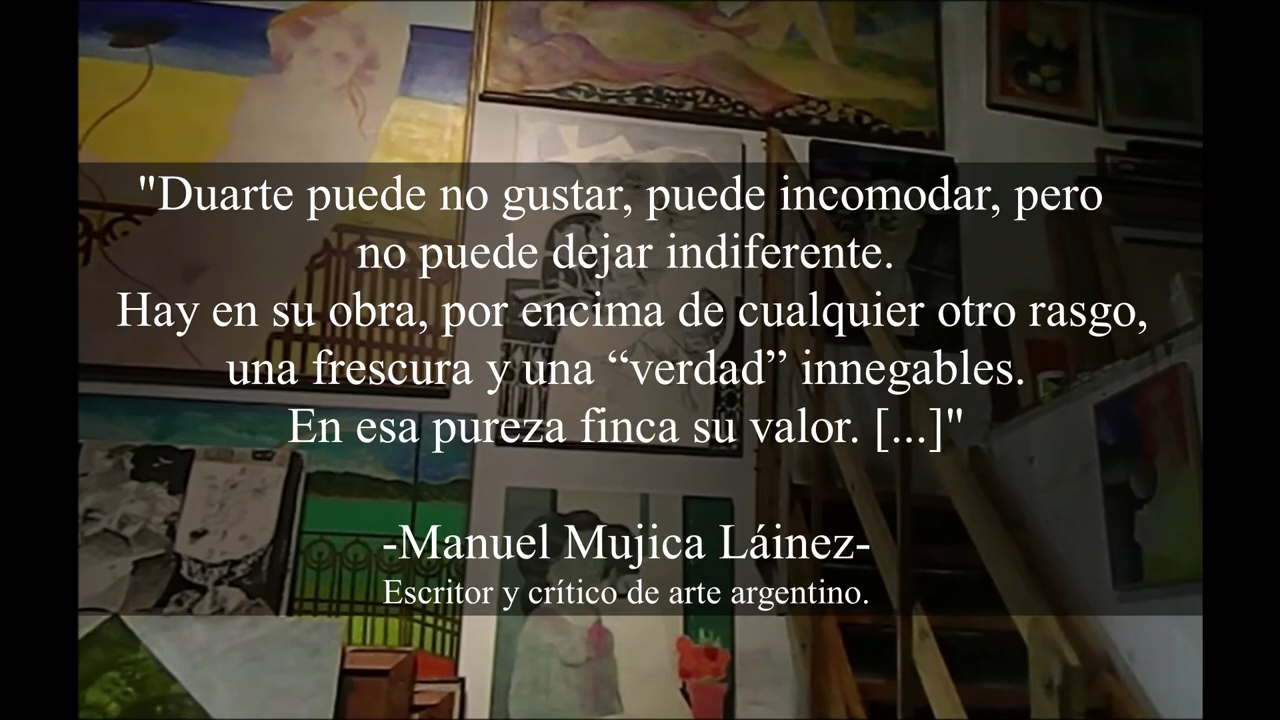 "Duarte puede no gustar, puede incomodar, pero
no puede dejar indiferente.
Hay en su obra, por encima de cualquier otro rasgo,
una frescura y una “verdad” innegables.
En esa pureza finca su valor. [...]"
-Manuel Mujica Láinez-
Escritor y crítico de arte argentino.